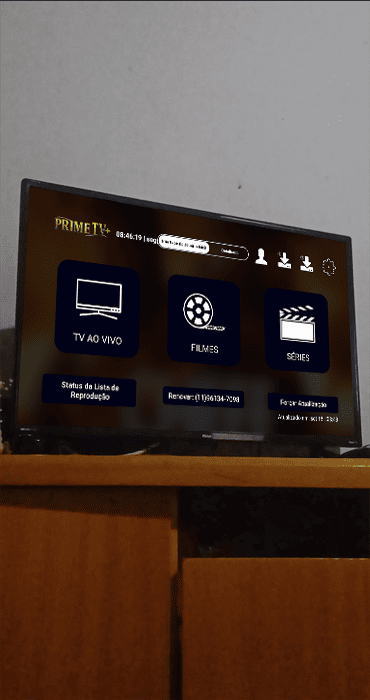 PRIMETV+
08:46:19 | seg
TV AO VIVO
FILMES
SÉRIES
Status da Lista de
Reprodução
Renovar: (11)96134-7098
Forçar Atualização